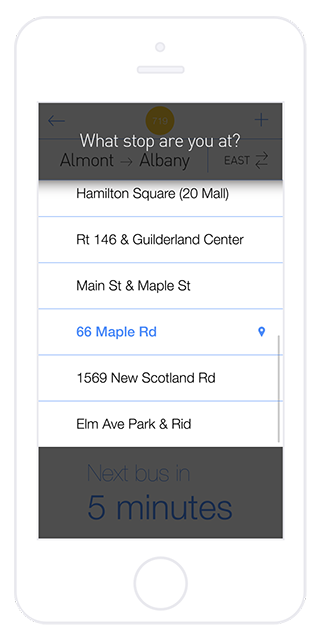 719
What stop are you at?
Almont → Albany EAST
Hamilton Square (20 Mall)
Rt 146 & Guilderland Center
Main St & Maple St
66 Maple Rd
1569 New Scotland Rd
Elm Ave Park & Rid
Next bus in
5 minutes